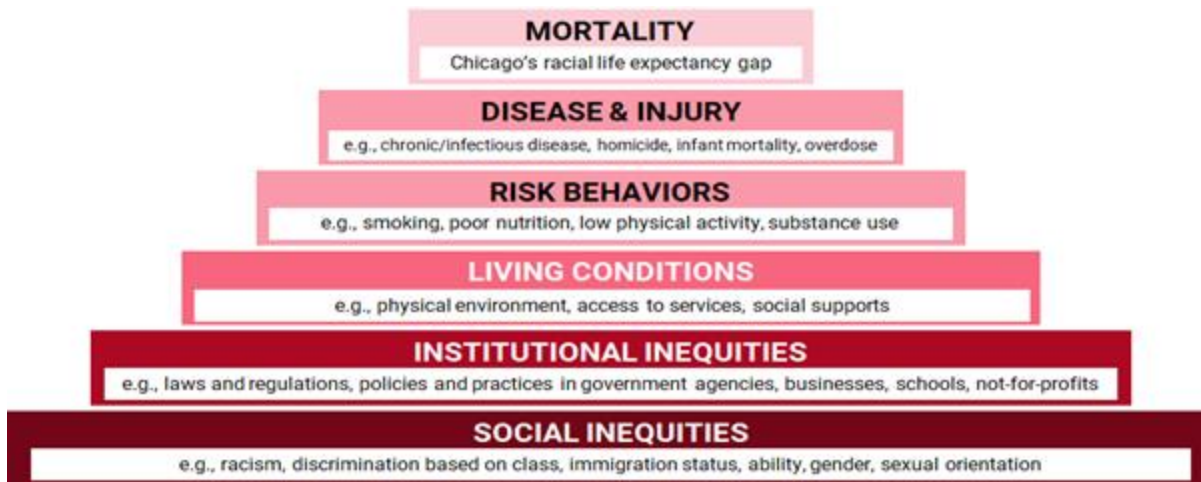 MORTALITY
Chicago's racial life expectancy gap
DISEASE & INJURY
e.g., chronic/infectious disease, homicide, infant mortality, overdose
RISK BEHAVIORS
e.g., smoking, poor nutrition, low physical activity, substance use
LIVING CONDITIONS
e.g., physical environment, access to services, social supports
INSTITUTIONAL INEQUITIES
e.g., laws and regulations, policies and practices in government agencies, businesses, schools, not-for-profits
SOCIAL INEQUITIES
e.g., racism, discrimination based on class, immigration status, ability, gender, sexual orientation